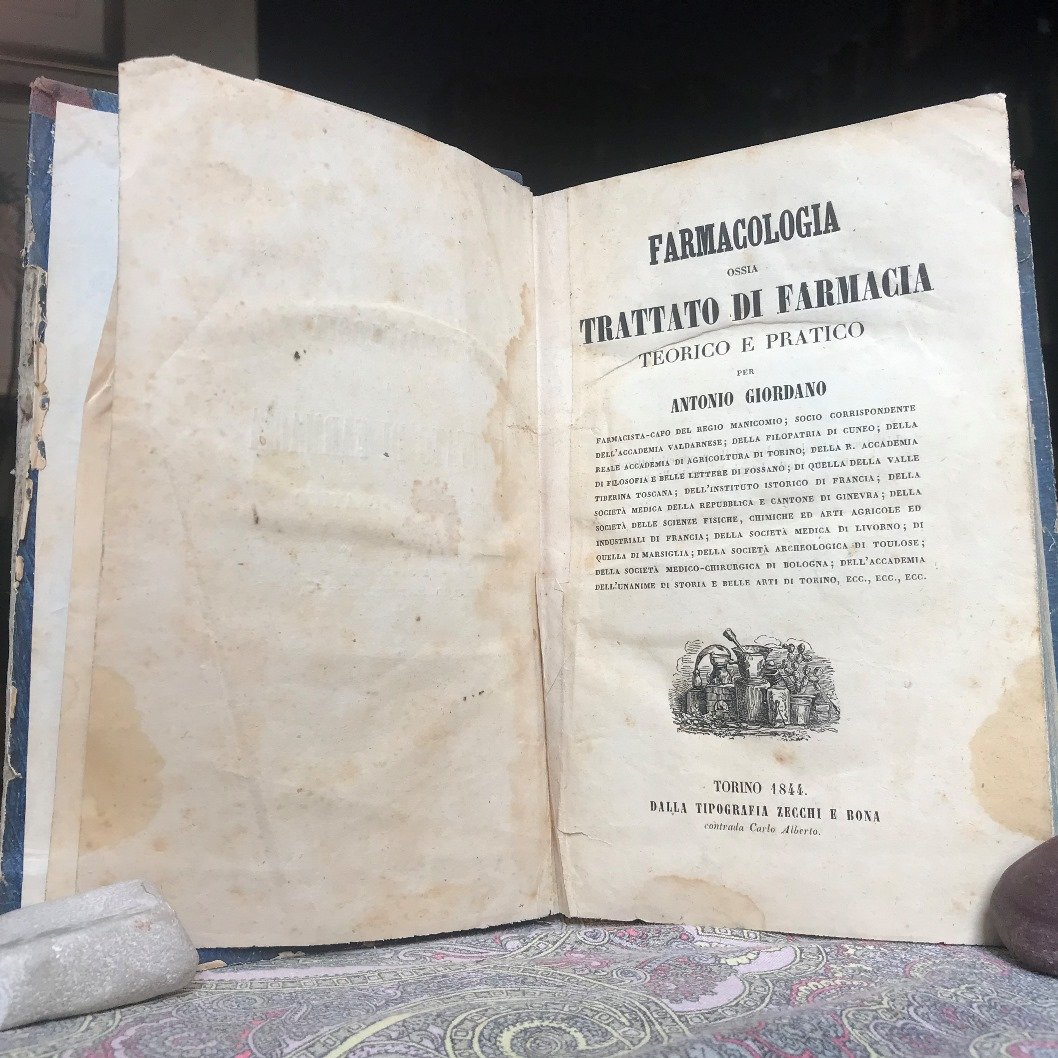 FARMACOLOGIA
OSSIA
TRATTATO DI FARMACIA
TEORICO E PRATICO
PER
ANTONIO GIORDANO
FARMACISTA-CAPO DEL REGIO MANICOMIO; SOCIO CORRISPONDENTE
DELL'ACCADEMIA VALDARNESE; DELLA FILOPATRIA DI CUNEO; DELLA
REALE ACCADEMIA DI AGRICOLTURA DI TORINO; DELLA R. ACCADEMIA
DI FILOSOFIA E BELLE LETTERE DI FOSSANO; DI QUELLA DELLA VALLE
TIBERINA TOSCANA; DELL'INSTITUTO ISTORICO DI FRANCIA; DELLA
SOCIETÀ MEDICA DELLA REPUBBLICA E CANTONE DI GINEVRA; DELLA
SOCIETÀ DELLE SCIENZE FISICHE, CHIMICHE ED ARTI AGRICOLE ED
INDUSTRIALI DI FRANCIA; DELLA SOCIETÀ MEDICA DI LIVORNO; DI
QUELLA DI MARSIGLIA; DELLA SOCIETÀ ARCHEOLOGICA DI TOULOSE;
DELLA SOCIETÀ MEDICO-CHIRURGICA DI BOLOGNA; DELL'ACCADEMIA
DELL'UNANIME DI STORIA E BELLE ARTI DI TORINO, ECC., ECC., ECC.
TORINO 1844.
DALLA TIPOGRAFIA ZECCHI E BONA
contrada Carlo Alberto.